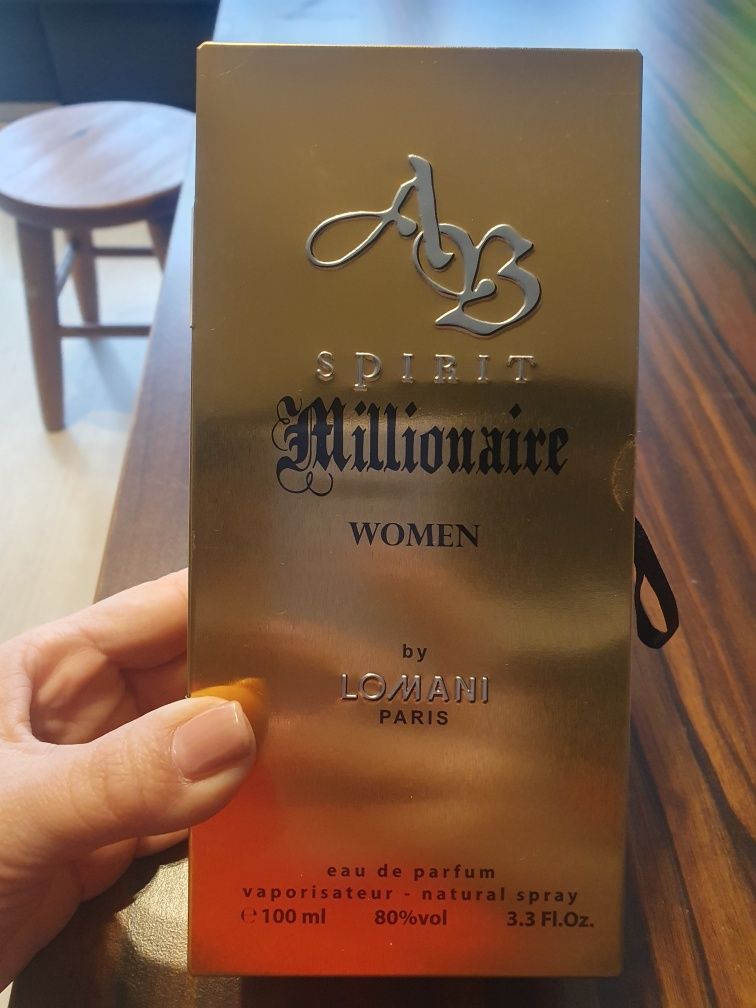 AB
SPIRIT
Millionaire
WOMEN
by
LOMANI
PARIS
eau de parfum
vaporisateur - natural spray
℮ 100 ml 80%vol 3.3 Fl.Oz.